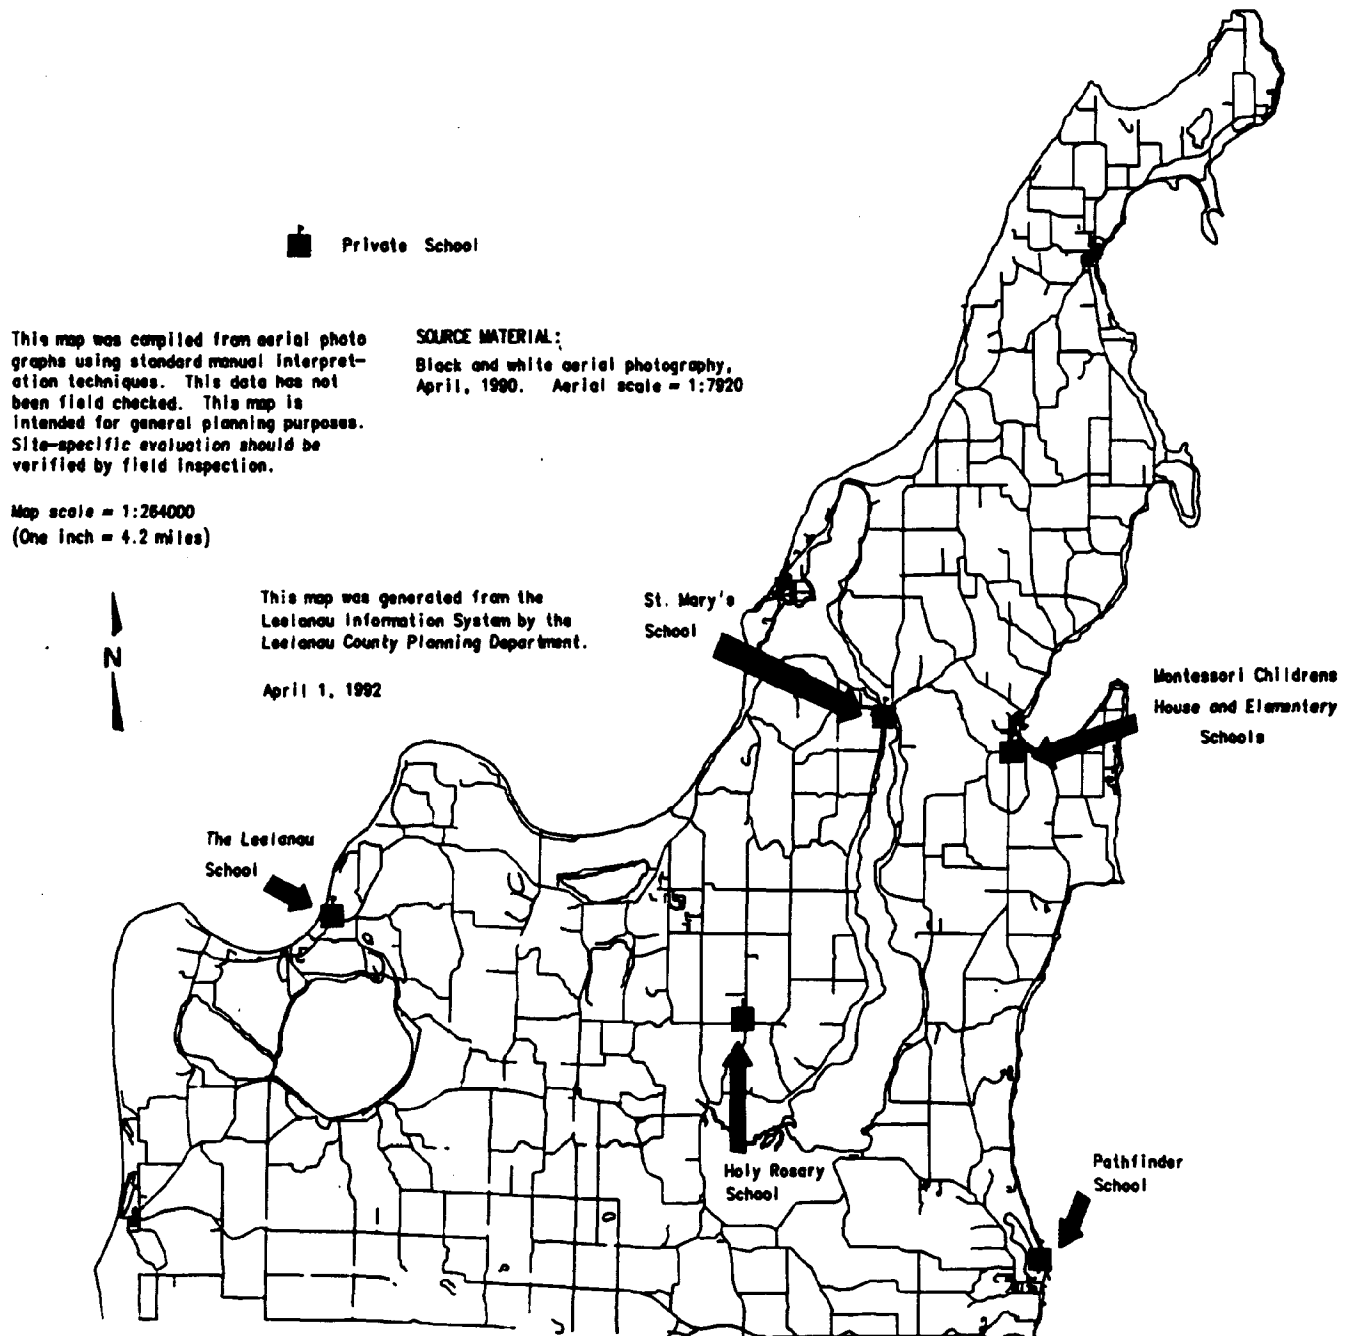 Private School
This map was compiled from aerial photo
graphs using standard manual interpret-
ation techniques. This data has not
been field checked. This map is
intended for general planning purposes.
Site-specific evaluation should be
verified by field inspection.
Map scale = 1:264000
(One inch = 4.2 miles)
SOURCE MATERIAL:
Black and white aerial photography,
April, 1990. Aerial scale = 1:7920
N
This map was generated from the
Leelanau Information System by the
Leelanau County Planning Department.
April 1, 1992
St. Mary's
School
Montessori Childrens
House and Elementery
Schools
The Leelanau
School
Holy Rosary
School
Pathfinder
School